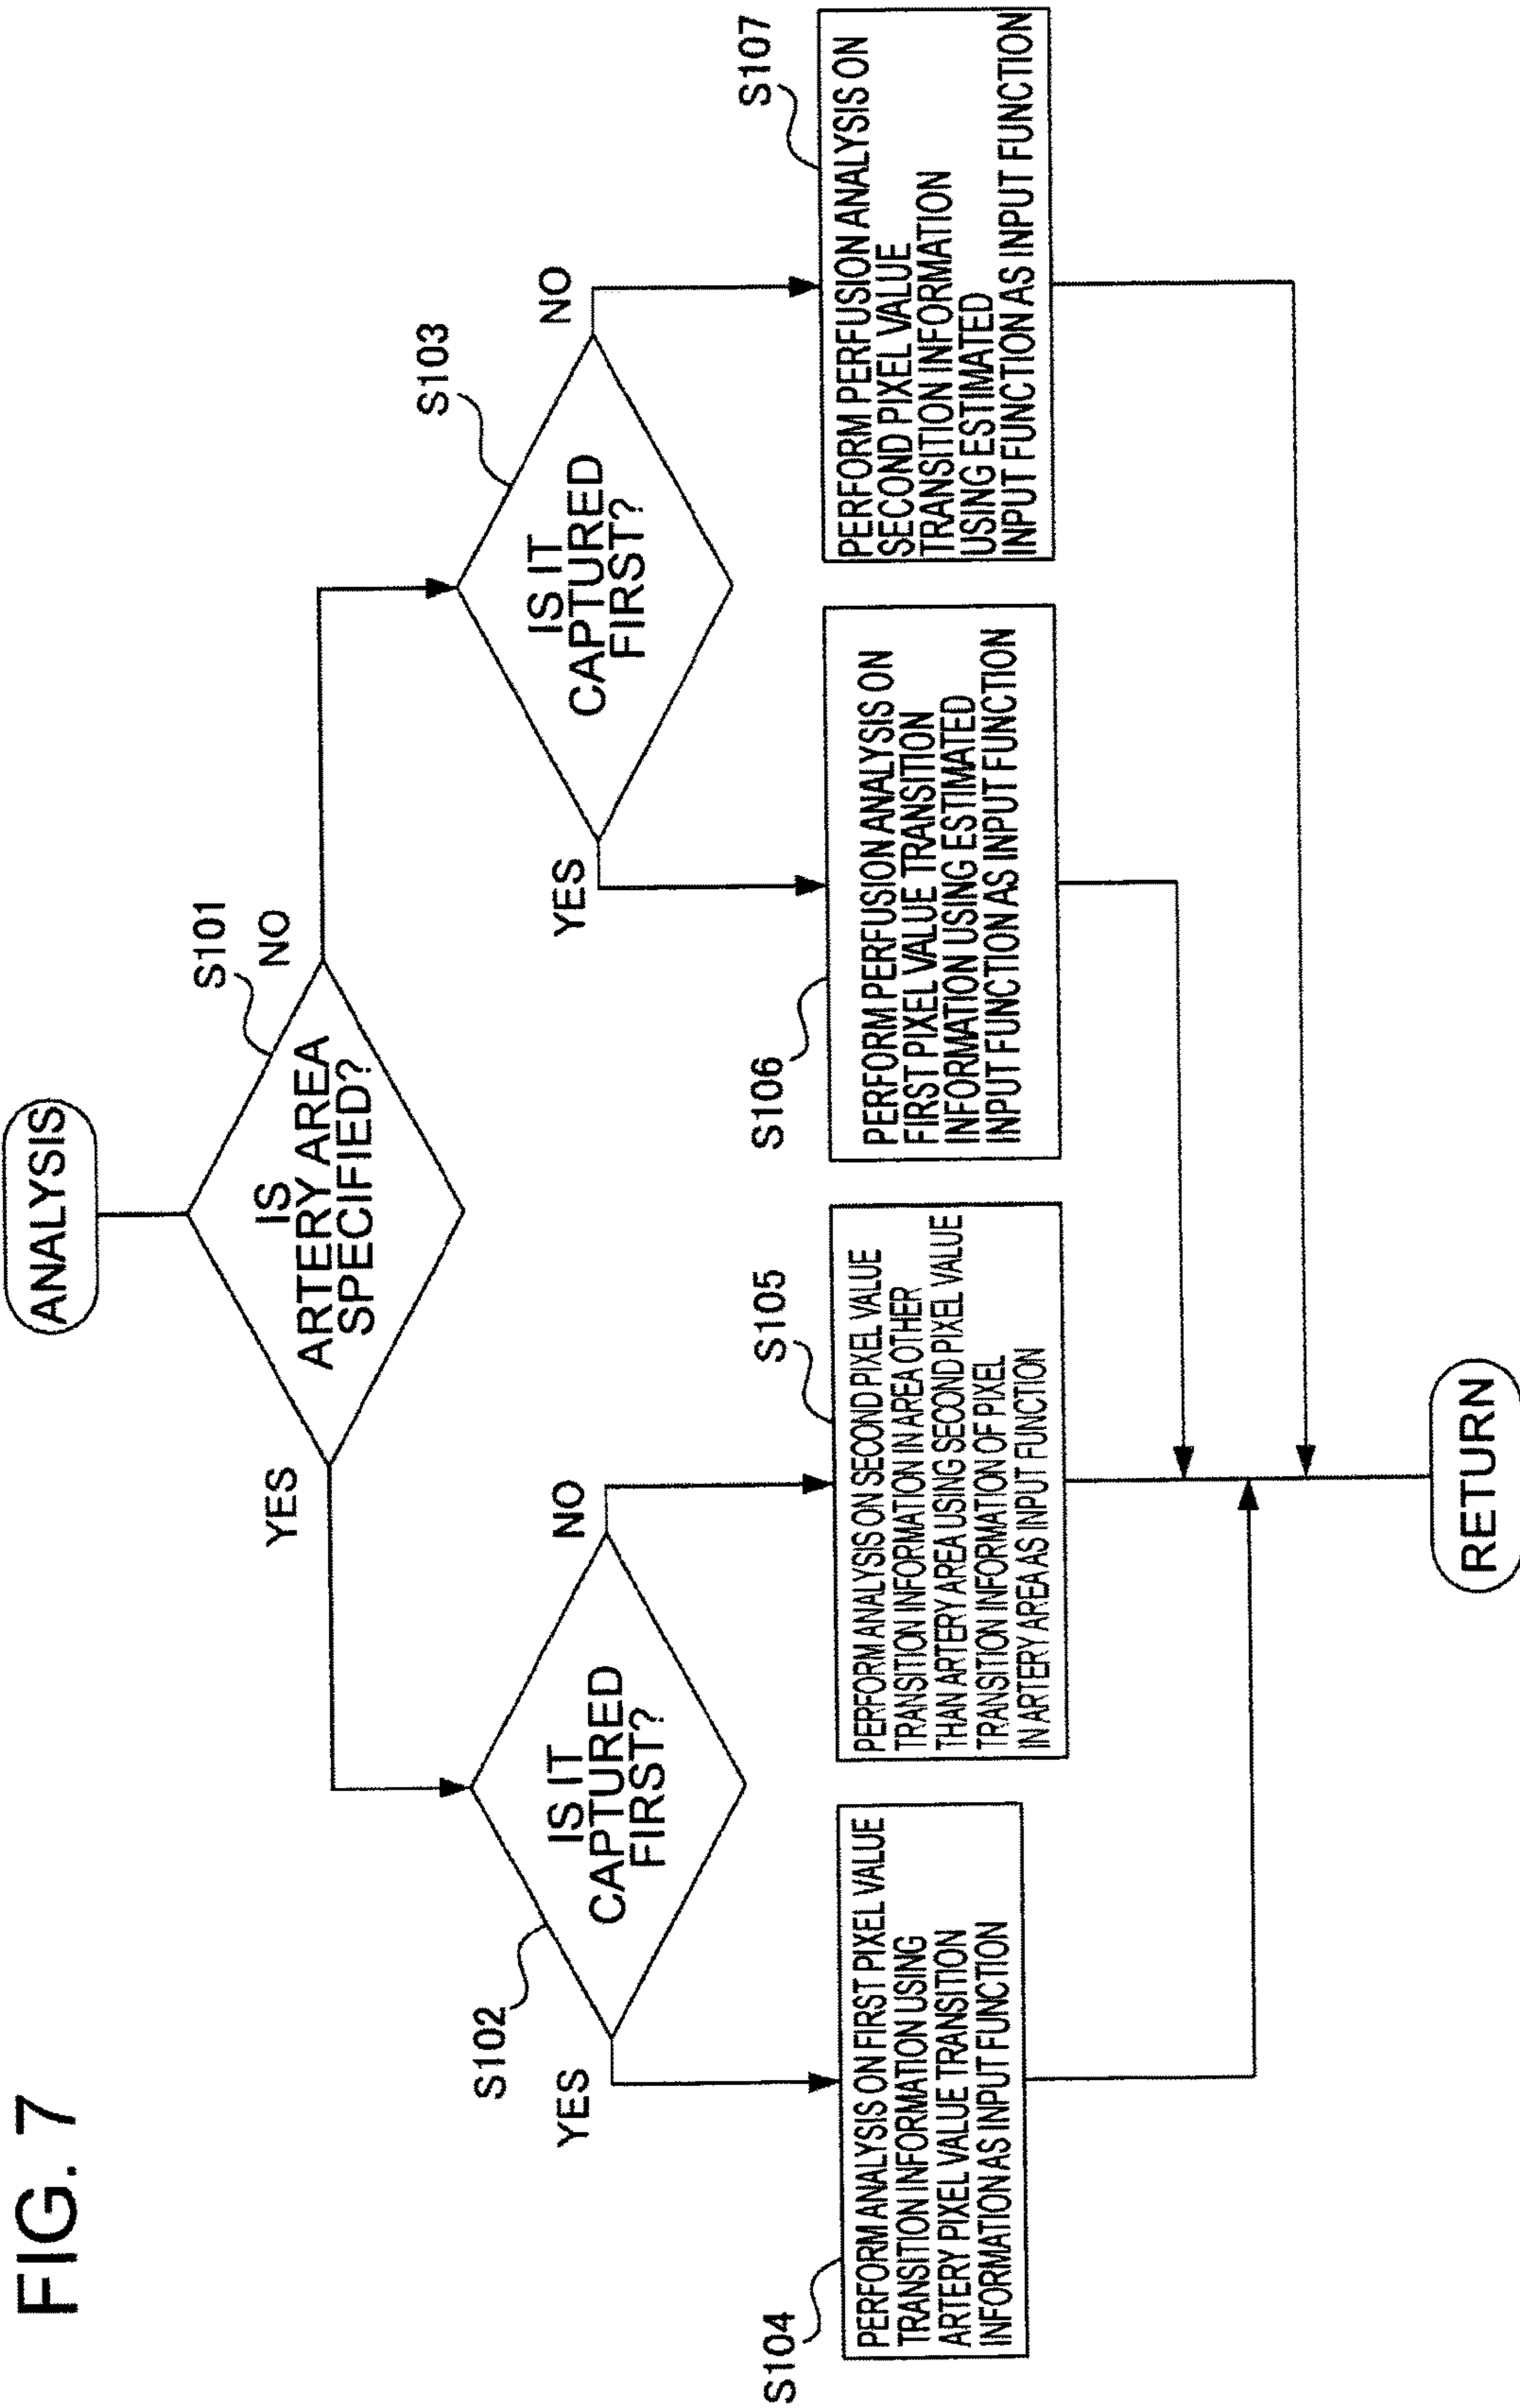 FIG. 7
ANALYSIS
S101
IS
ARTERY AREA
SPECIFIED?
YES
NO
S102
IS IT
CAPTURED
FIRST?
YES
NO
S103
IS IT
CAPTURED
FIRST?
YES
NO
S104
PERFORM ANALYSIS ON FIRST PIXEL VALUE
TRANSITION INFORMATION USING
ARTERY PIXEL VALUE TRANSITION
INFORMATION AS INPUT FUNCTION
S105
PERFORM ANALYSIS ON SECOND PIXEL VALUE
TRANSITION INFORMATION IN AREA OTHER
THAN ARTERY AREA USING SECOND PIXEL VALUE
TRANSITION INFORMATION OF PIXEL
IN ARTERY AREA AS INPUT FUNCTION
S106
PERFORM PERFUSION ANALYSIS ON
FIRST PIXEL VALUE TRANSITION
INFORMATION USING ESTIMATED
INPUT FUNCTION AS INPUT FUNCTION
S107
PERFORM PERFUSION ANALYSIS ON
SECOND PIXEL VALUE
TRANSITION INFORMATION
USING ESTIMATED
INPUT FUNCTION AS INPUT FUNCTION
RETURN